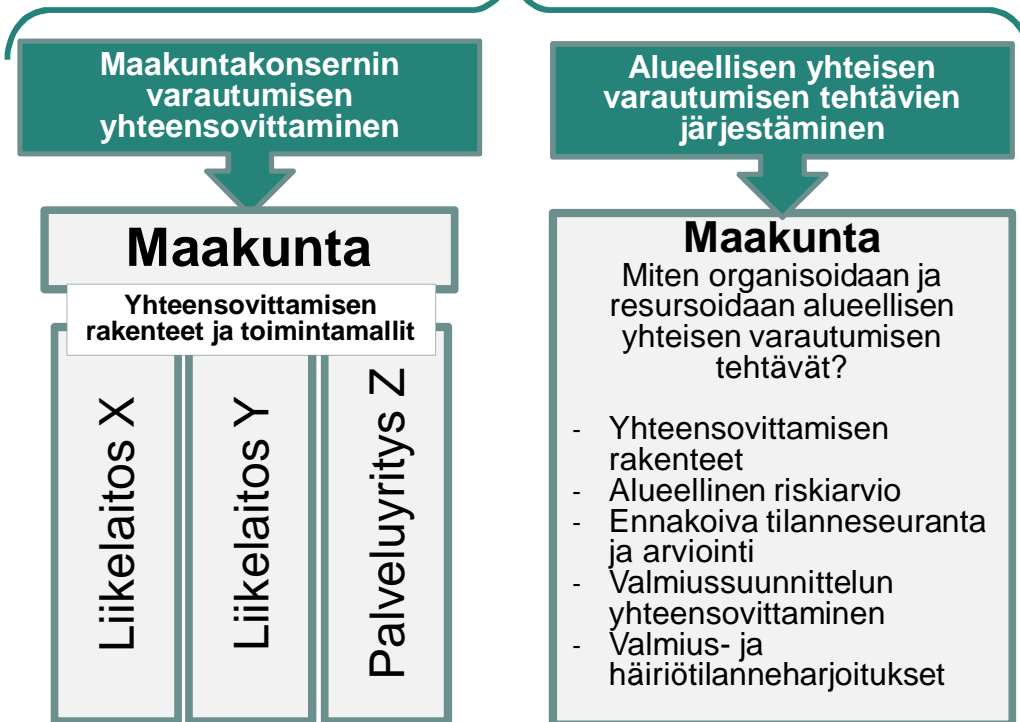 Maakuntakonsernin
varautumisen
yhteensovittaminen
Maakunta
Yhteensovittamisen
rakenteet ja toimintamallit
Liikelaitos X
Liikelaitos Y
Palveluyritys Z
Alueellisen yhteisen
varautumisen tehtävien
järjestäminen
Maakunta
Miten organisoidaan ja
resursoidaan alueellisen
yhteisen varautumisen
tehtävät?
- Yhteensovittamisen
rakenteet
- Alueellinen riskiarvio
- Ennakoiva tilanneseuranta
ja arviointi
- Valmiussuunnittelun
yhteensovittaminen
- Valmius- ja
häiriötilanneharjoitukset